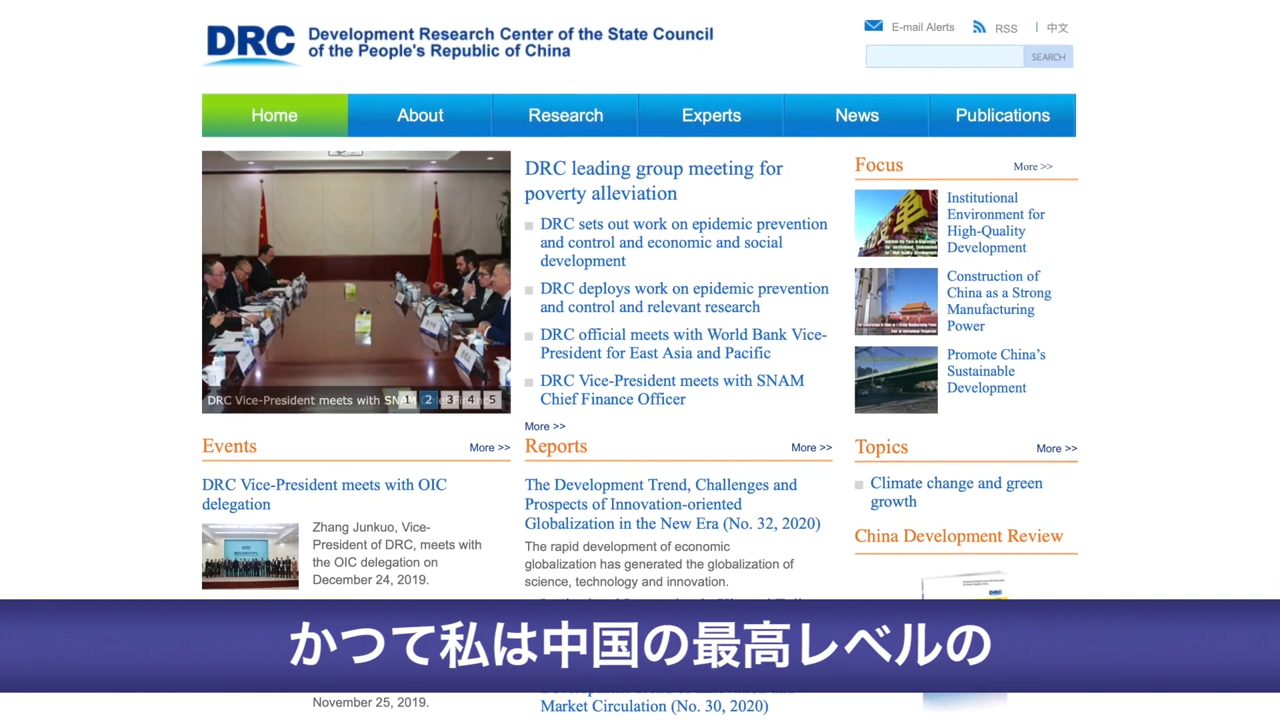 DRC
Development Research Center of the State Council
of the People's Republic of China
E-mail Alerts
RSS
中文
SEARCH
Home
About
Research
Experts
News
Publications
DRC Vice-President meets with SNAM
1 2 3 4 5
DRC leading group meeting for
poverty alleviation
DRC sets out work on epidemic prevention
and control and economic and social
development
DRC deploys work on epidemic prevention
and control and relevant research
DRC official meets with World Bank Vice-
President for East Asia and Pacific
DRC Vice-President meets with SNAM
Chief Finance Officer
More >>
Focus
More >>
Institutional
Environment for
High-Quality
Development
Construction of
China as a Strong
Manufacturing
Power
Promote China's
Sustainable
Development
Events
More >>
DRC Vice-President meets with OIC
delegation
Zhang Junkuo, Vice-
President of DRC, meets with
the OIC delegation on
December 24, 2019.
Reports
More >>
The Development Trend, Challenges and
Prospects of Innovation-oriented
Globalization in the New Era (No. 32, 2020)
The rapid development of economic
globalization has generated the globalization of
science, technology and innovation.
Topics
More >>
Climate change and green
growth
China Development Review
かつて私は中国の最高レベルの
November 25, 2019.
Market Circulation (No. 30, 2020)